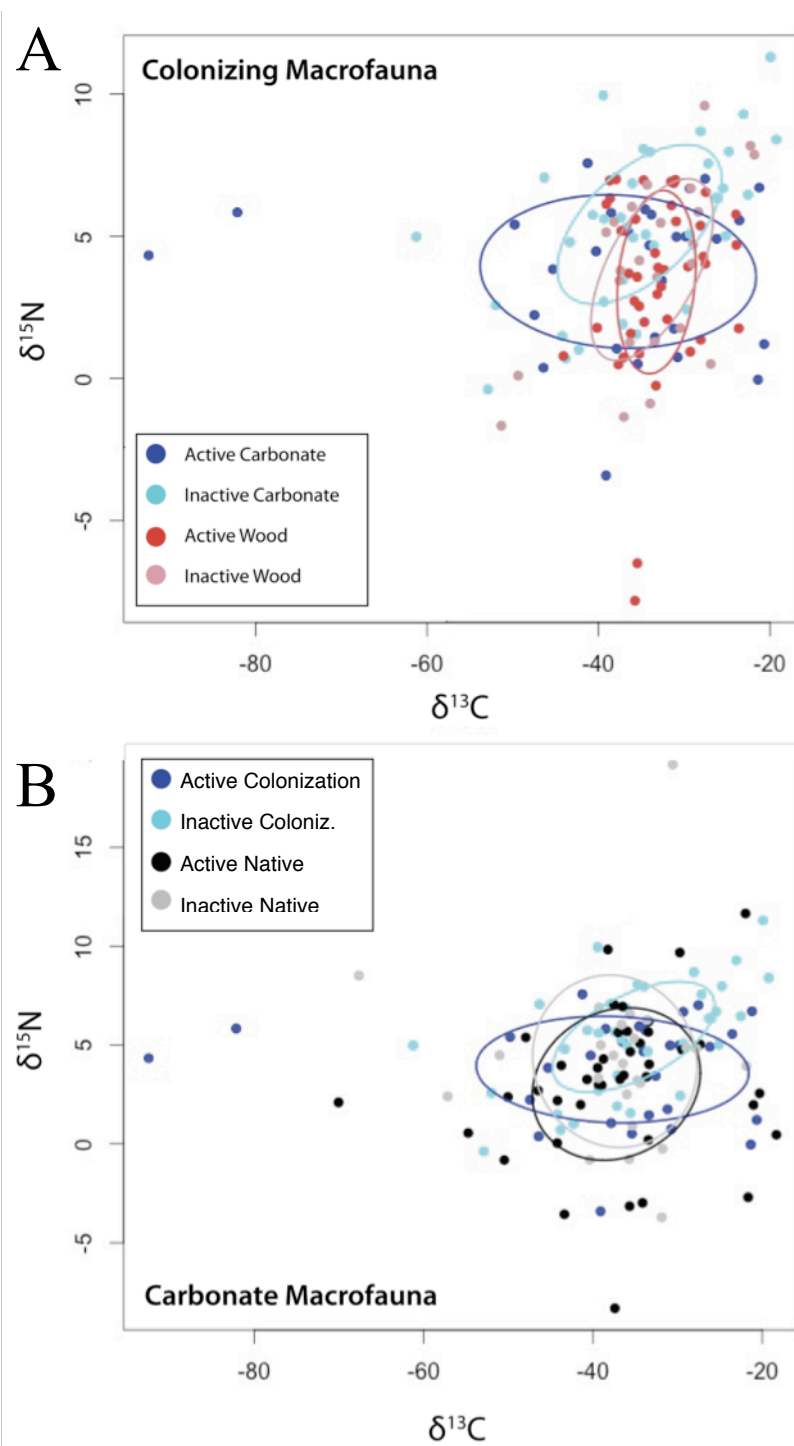 A
Colonizing Macrofauna
10
5
0
-5
δ15N
Active Carbonate
Inactive Carbonate
Active Wood
Inactive Wood
-80 -60 -40 -20
δ13C
B
Active Colonization
Inactive Coloniz.
Active Native
Inactive Native
15
10
5
0
-5
δ15N
Carbonate Macrofauna
-80 -60 -40 -20
δ13C